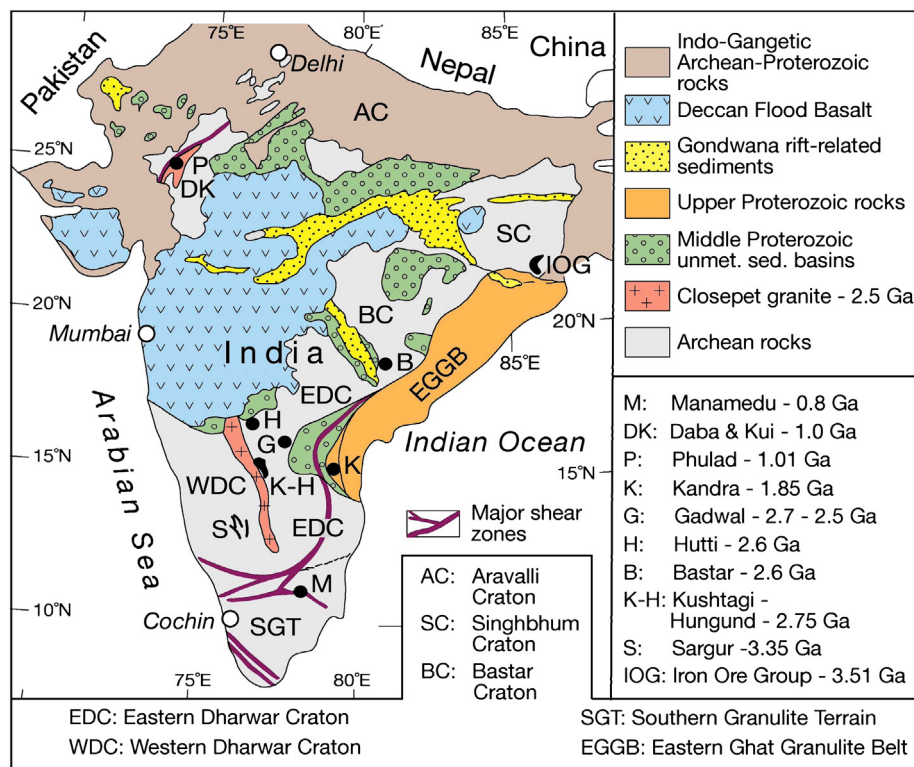 75°E
80°E
85°E
China
Nepal
Pakistan
Delhi
AC
25°N
P
DK
SC
IOG
20°N
20°N
BC
Mumbai
India
B
85°E
EDC
EGGB
Arabian Sea
H
G
Indian Ocean
15°N
K
15°N
WDC
K-H
S
EDC
Major shear
zones
M
10°N
Cochin
SGT
75°E
80°E
Indo-Gangetic
Archean-Proterozoic
rocks
Deccan Flood Basalt
Gondwana rift-related
sediments
Upper Proterozoic rocks
Middle Proterozoic
unmet. sed. basins
Closepet granite - 2.5 Ga
Archean rocks
M: Manamedu - 0.8 Ga
DK: Daba & Kui - 1.0 Ga
P: Phulad - 1.01 Ga
K: Kandra - 1.85 Ga
G: Gadwal - 2.7 - 2.5 Ga
H: Hutti - 2.6 Ga
B: Bastar - 2.6 Ga
K-H: Kushtagi -
Hungund - 2.75 Ga
S: Sargur -3.35 Ga
IOG: Iron Ore Group - 3.51 Ga
AC: Aravalli
Craton
SC: Singhbhum
Craton
BC: Bastar
Craton
EDC: Eastern Dharwar Craton
WDC: Western Dharwar Craton
SGT: Southern Granulite Terrain
EGGB: Eastern Ghat Granulite Belt